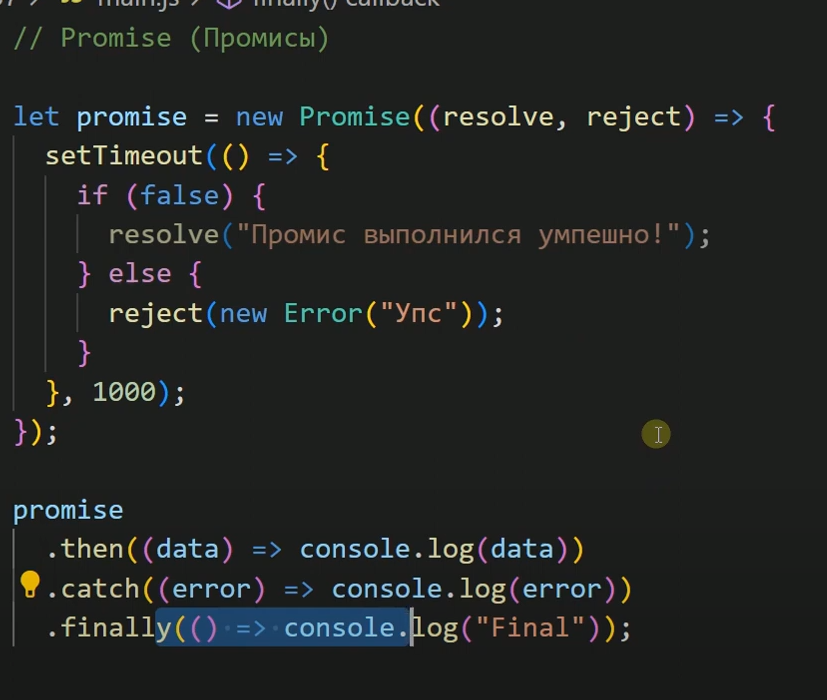 main.js > finally() callback
// Promise (Промисы)
let promise = new Promise((resolve, reject) => {
setTimeout(() => {
if (false) {
resolve("Промис выполнился умпешно!");
} else {
reject(new Error("Упс"));
}
}, 1000);
});
promise
.then((data) => console.log(data))
.catch((error) => console.log(error))
.finally(() => console.log("Final"));